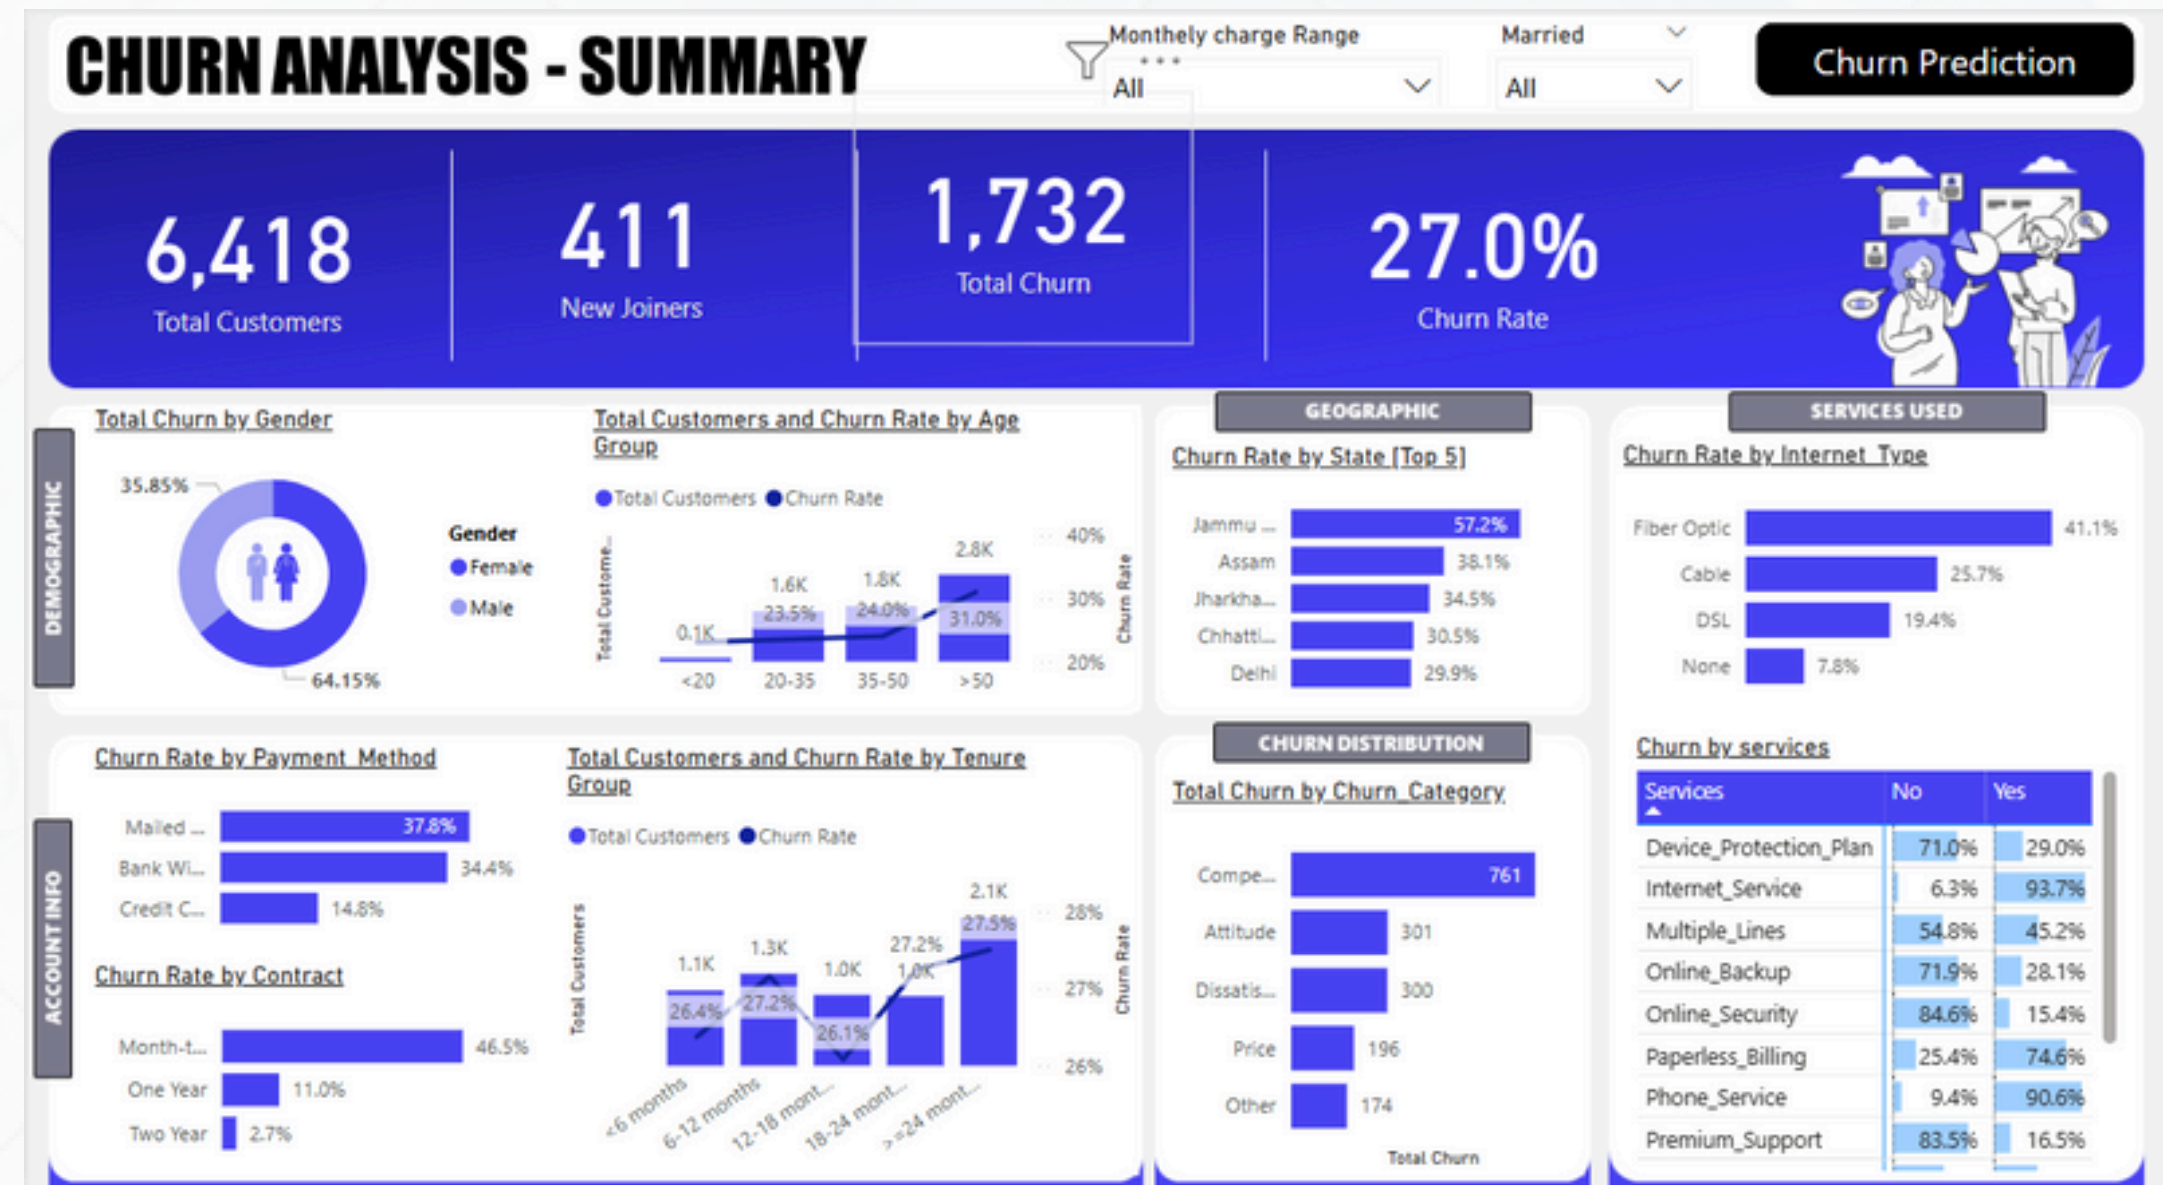 CHURN ANALYSIS - SUMMARY
Monthely charge Range
All
Married
All
Churn Prediction
6,418
Total Customers
411
New Joiners
1,732
Total Churn
27.0%
Churn Rate
DEMOGRAPHIC
Total Churn by Gender
35.85%
64.15%
Gender
Female
Male
Total Customers and Churn Rate by Age
Group
Total Customers Churn Rate
Total Custome...
0.1K
1.6K
23.5%
1.8K
24.0%
2.8K
31.0%
40%
30%
20%
Churn Rate
<20 20-35 35-50 >50
GEOGRAPHIC
Churn Rate by State [Top 5]
Jammu ... 57.2%
Assam 38.1%
Jharkha... 34.5%
Chhatti... 30.5%
Delhi 29.9%
SERVICES USED
Churn Rate by Internet_Type
Fiber Optic 41.1%
Cable 25.7%
DSL 19.4%
None 7.8%
ACCOUNT INFO
Churn Rate by Payment_Method
Mailed ... 37.8%
Bank Wi... 34.4%
Credit C... 14.8%
Churn Rate by Contract
Month-t... 46.5%
One Year 11.0%
Two Year 2.7%
Total Customers and Churn Rate by Tenure
Group
Total Customers Churn Rate
Total Customers
1.1K
26.4%
1.3K
27.2%
1.0K
26.1%
27.2%
1.0K
2.1K
27.5%
28%
27%
26%
Churn Rate
<6 months
6-12 months
12-18 mont...
18-24 mont...
>=24 mont...
CHURN DISTRIBUTION
Total Churn by Churn_Category
Compe... 761
Attitude 301
Dissatis... 300
Price 196
Other 174
Total Churn
Churn by services
Services No Yes
Device_Protection_Plan 71.0% 29.0%
Internet_Service 6.3% 93.7%
Multiple_Lines 54.8% 45.2%
Online_Backup 71.9% 28.1%
Online_Security 84.6% 15.4%
Paperless_Billing 25.4% 74.6%
Phone_Service 9.4% 90.6%
Premium_Support 83.5% 16.5%